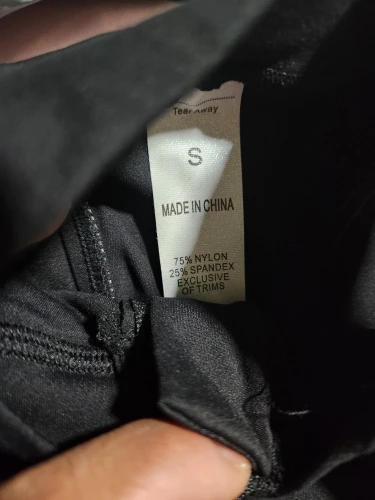 Tear Away
S
MADE IN CHINA
75% NYLON
25% SPANDEX
EXCLUSIVE
OF TRIMS